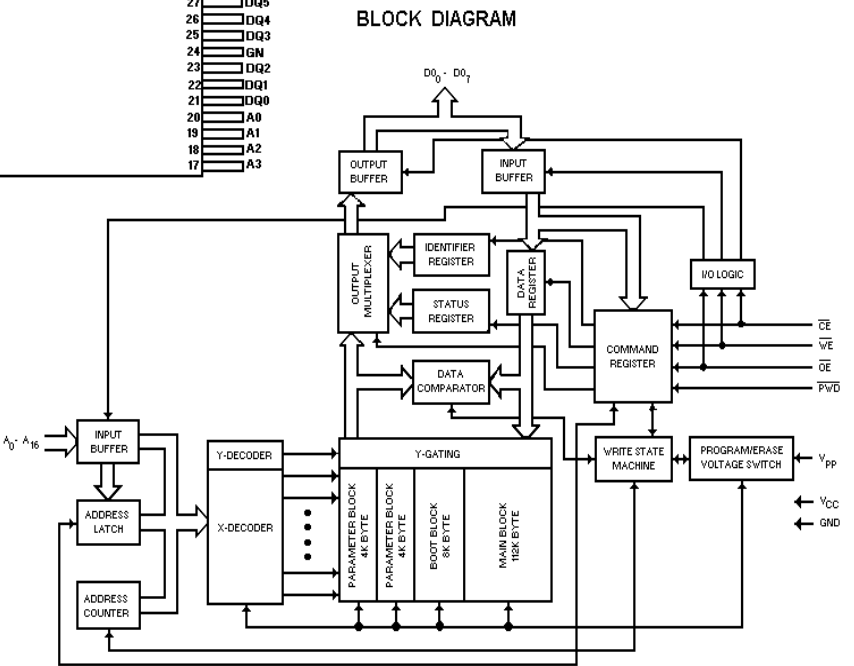 27 DQ5
26 DQ4
25 DQ3
24 GN
23 DQ2
22 DQ1
21 DQ0
20 A0
19 A1
18 A2
17 A3
BLOCK DIAGRAM
DO0 - DO7
OUTPUT
BUFFER
INPUT
BUFFER
OUTPUT
MULTIPLEXER
IDENTIFIER
REGISTER
DATA
REGISTER
I/O LOGIC
STATUS
REGISTER
COMMAND
REGISTER
CE
WE
OE
PWD
DATA
COMPARATOR
A0- A16
INPUT
BUFFER
Y-DECODER
Y-GATING
WRITE STATE
MACHINE
PROGRAM/ERASE
VOLTAGE SWITCH
VPP
VCC
GND
ADDRESS
LATCH
X-DECODER
PARAMETER BLOCK
4K BYTE
PARAMETER BLOCK
4K BYTE
BOOT BLOCK
8K BYTE
MAIN BLOCK
112K BYTE
ADDRESS
COUNTER